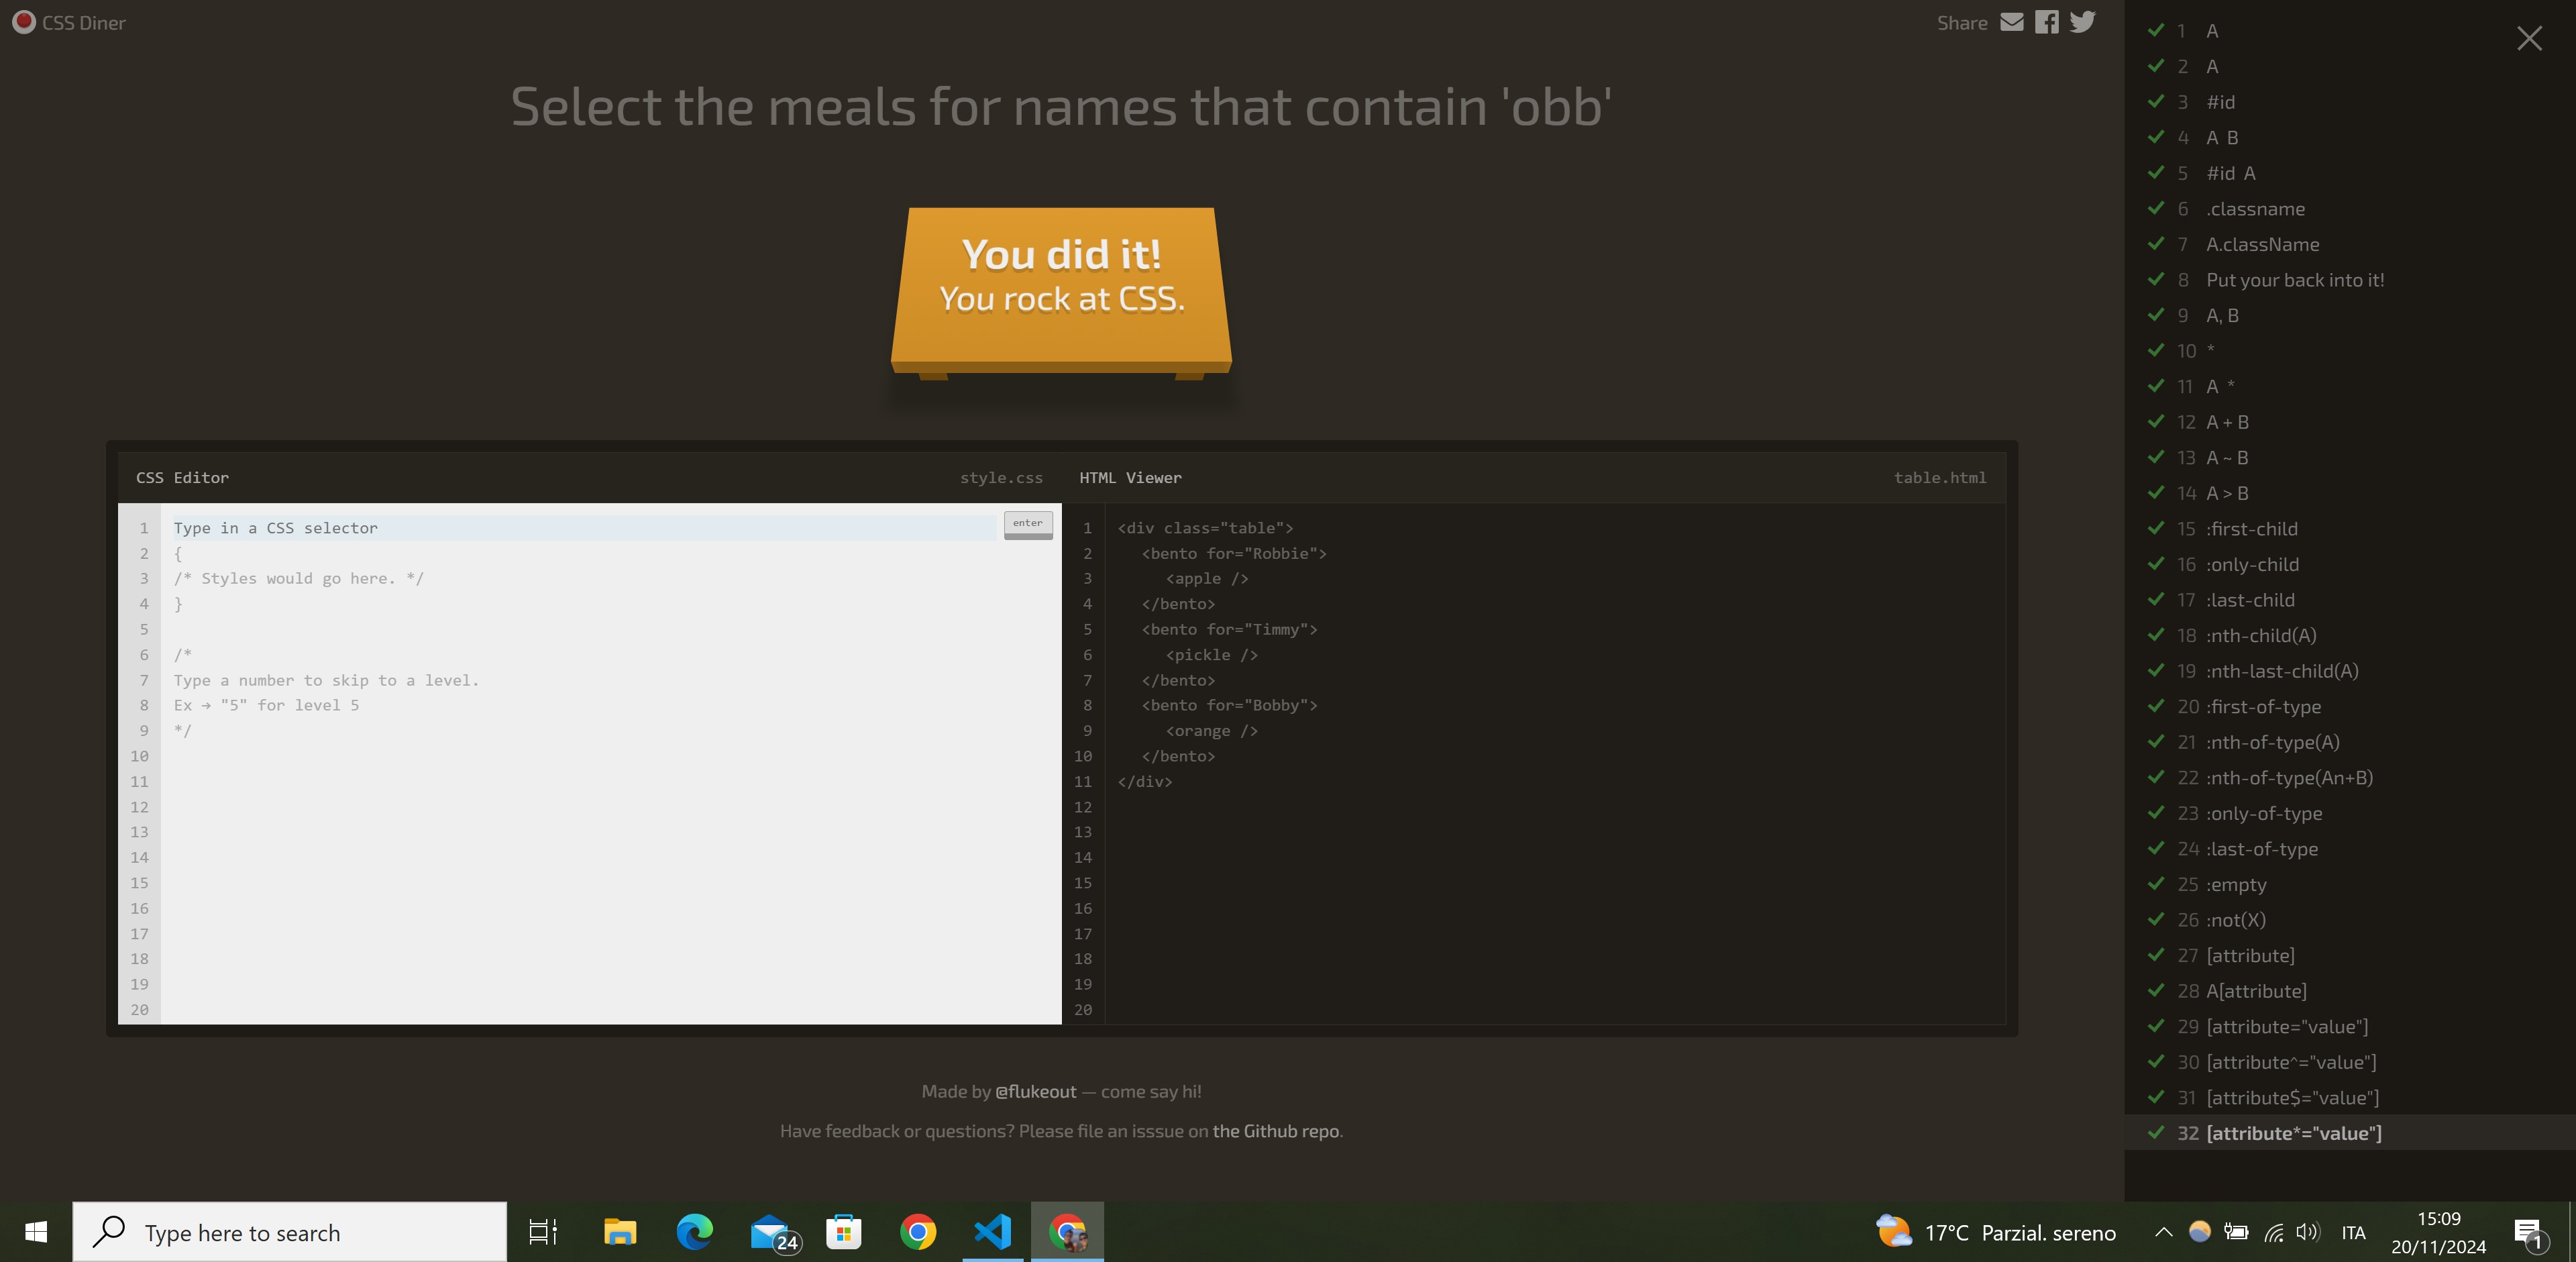 CSS Diner
Share
Select the meals for names that contain 'obb'
You did it!
You rock at CSS.
CSS Editor
style.css
1 Type in a CSS selector
enter
2 {
3 /* Styles would go here. */
4 }
5
6 /*
7 Type a number to skip to a level.
8 Ex → "5" for level 5
9 */
10
11
12
13
14
15
16
17
18
19
20
HTML Viewer
table.html
1 <div class="table">
2 <bento for="Robbie">
3 <apple />
4 </bento>
5 <bento for="Timmy">
6 <pickle />
7 </bento>
8 <bento for="Bobby">
9 <orange />
10 </bento>
11 </div>
12
13
14
15
16
17
18
19
20
Made by @flukeout — come say hi!
Have feedback or questions? Please file an isssue on the Github repo.
1 A
2 A
3 #id
4 A B
5 #id A
6 .classname
7 A.className
8 Put your back into it!
9 A, B
10 *
11 A *
12 A + B
13 A ~ B
14 A > B
15 :first-child
16 :only-child
17 :last-child
18 :nth-child(A)
19 :nth-last-child(A)
20 :first-of-type
21 :nth-of-type(A)
22 :nth-of-type(An+B)
23 :only-of-type
24 :last-of-type
25 :empty
26 :not(X)
27 [attribute]
28 A[attribute]
29 [attribute="value"]
30 [attribute^="value"]
31 [attribute$="value"]
32 [attribute*="value"]
Type here to search
24
17°C Parzial. sereno
ITA
15:09
20/11/2024
1